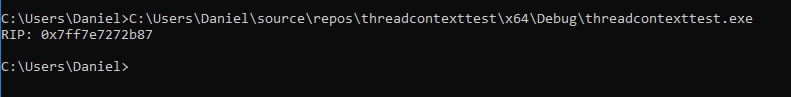 C:\Users\Daniel>C:\Users\Daniel\source\repos\threadcontexttest\x64\Debug\threadcontexttest.exe
RIP: 0x7ff7e7272b87
C:\Users\Daniel>